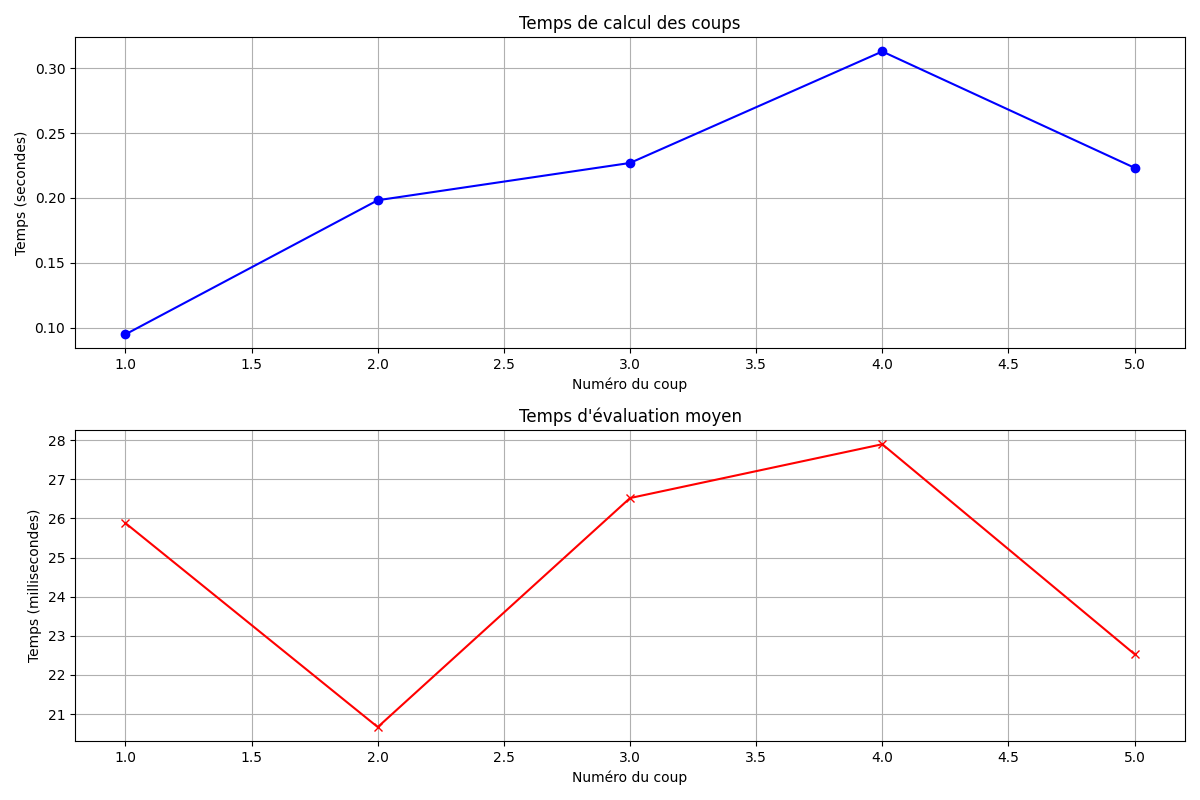 Temps de calcul des coups
0.30
0.25
0.20
0.15
0.10
Temps (secondes)
1.0 1.5 2.0 2.5 3.0 3.5 4.0 4.5 5.0
Numéro du coup
Temps d'évaluation moyen
28
27
26
25
24
23
22
21
Temps (millisecondes)
1.0 1.5 2.0 2.5 3.0 3.5 4.0 4.5 5.0
Numéro du coup